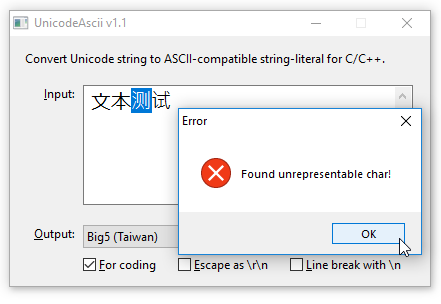 UnicodeAscii v1.1
Convert Unicode string to ASCII-compatible string-literal for C/C++.
Input:
文本测试
Error
Found unrepresentable char!
OK
Output:
Big5 (Taiwan)
For coding
Escape as \r\n
Line break with \n